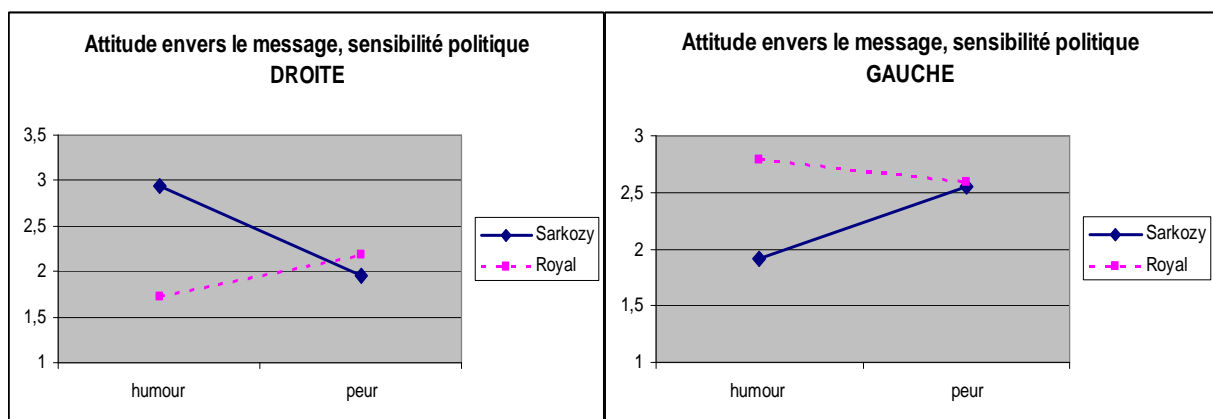 Attitude envers le message, sensibilité politique
DROITE
3,5
3
2,5
2
1,5
1
humour
peur
Sarkozy
Royal
Attitude envers le message, sensibilité politique
GAUCHE
3
2,5
2
1,5
1
humour
peur
Sarkozy
Royal